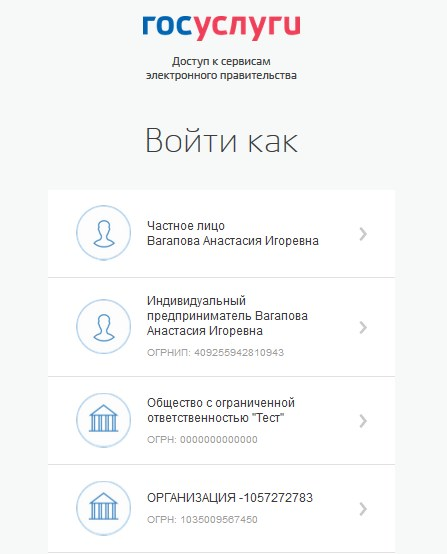 госуслуги
Доступ к сервисам
электронного правительства
Войти как
Частное лицо
Вагапова Анастасия Игоревна
Индивидуальный
предприниматель Вагапова
Анастасия Игоревна
ОГРНИП: 409255942810943
Общество с ограниченной
ответственностью "Тест"
ОГРН: 0000000000000
ОРГАНИЗАЦИЯ -1057272783
ОГРН: 1035009567450